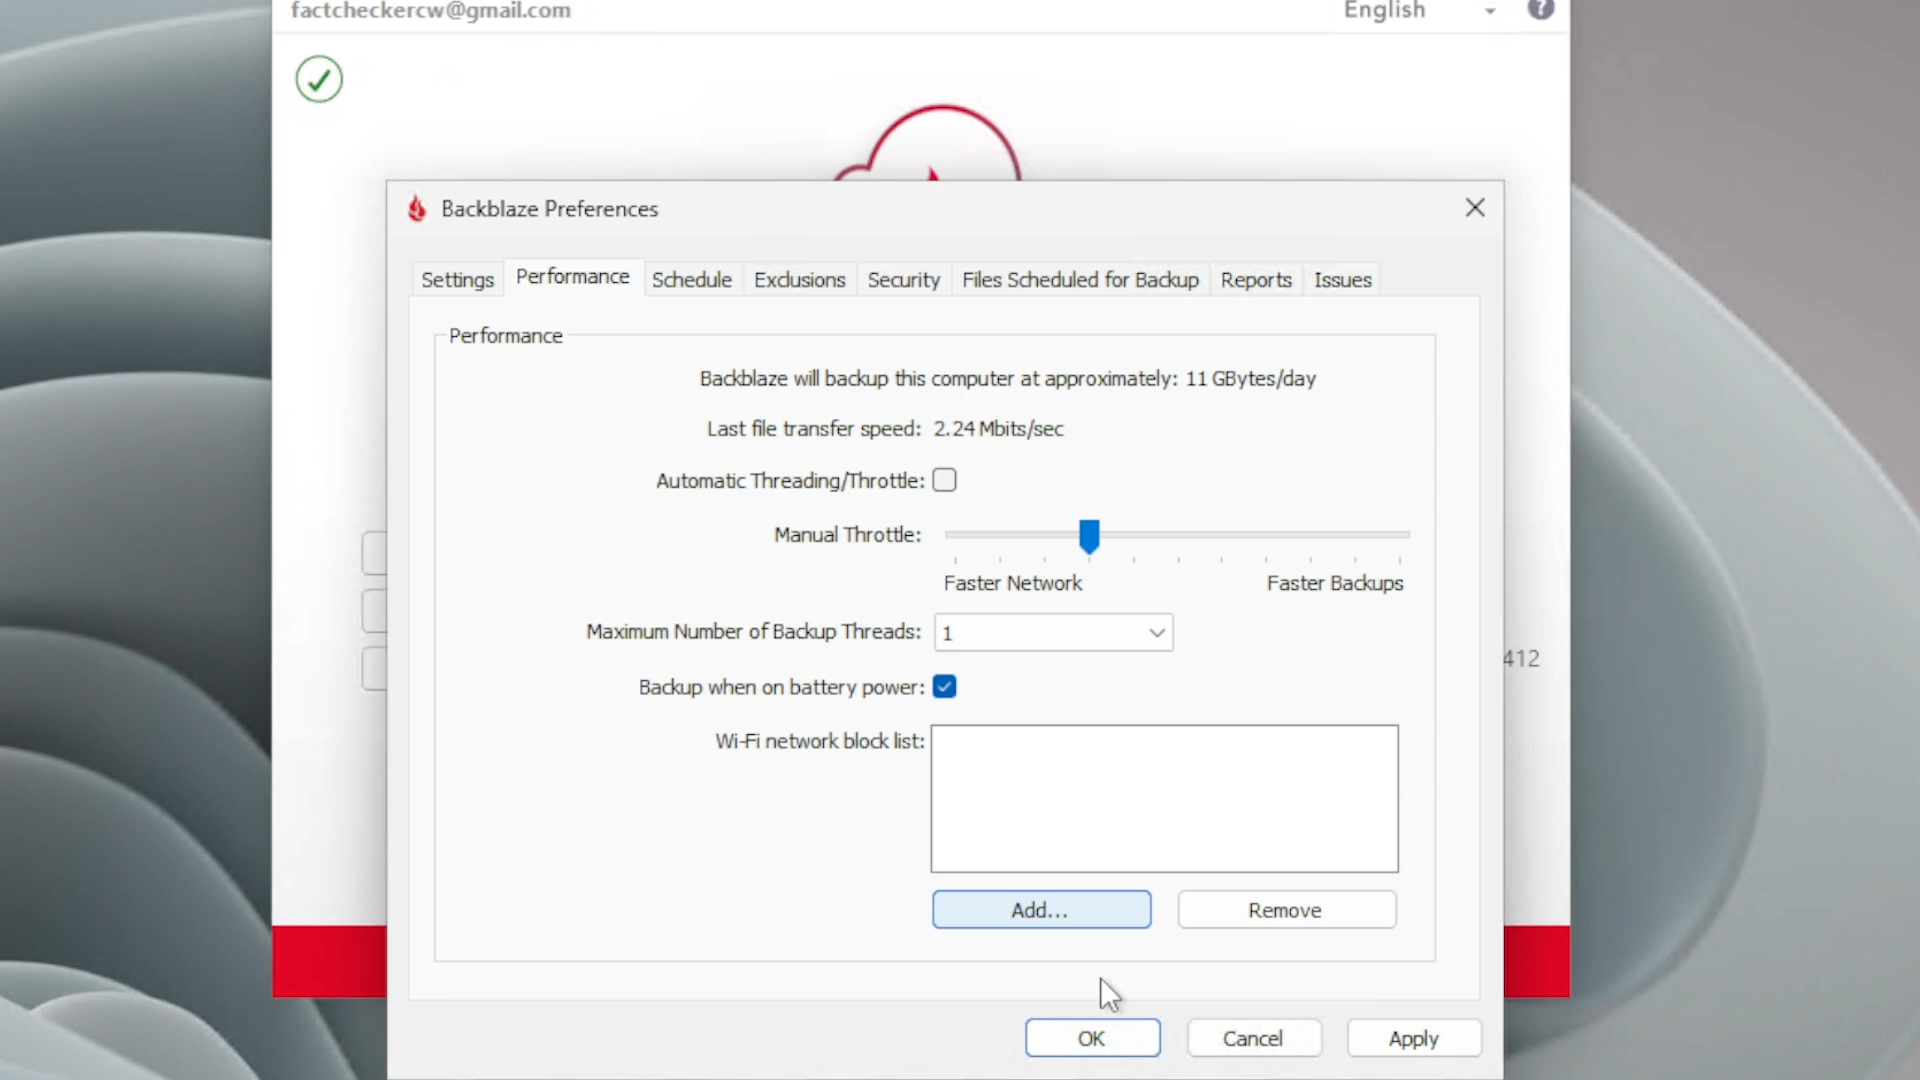 factcheckercw@gmail.com
English
?
Backblaze Preferences
Settings
Performance
Schedule
Exclusions
Security
Files Scheduled for Backup
Reports
Issues
Performance
Backblaze will backup this computer at approximately: 11 GBytes/day
Last file transfer speed: 2.24 Mbits/sec
Automatic Threading/Throttle:
Manual Throttle:
Faster Network
Faster Backups
Maximum Number of Backup Threads: 1
412
Backup when on battery power:
Wi-Fi network block list:
Add...
Remove
OK
Cancel
Apply